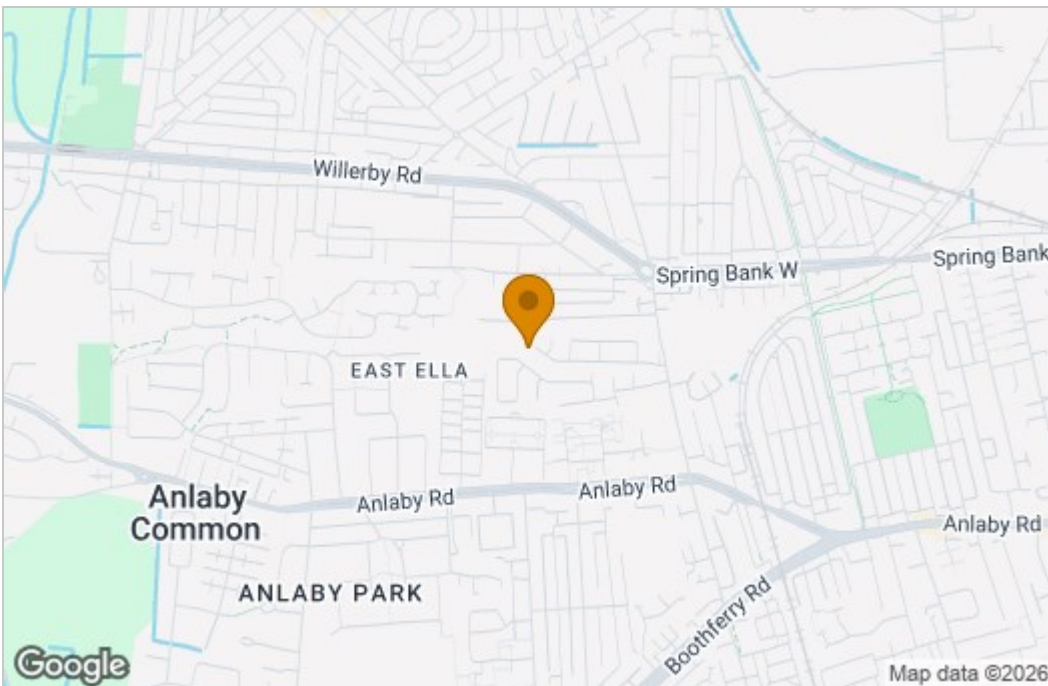 Willerby Rd
Spring Bank W
Spring Bank
EAST ELLA
Anlaby
Common
Anlaby Rd
Anlaby Rd
Anlaby Rd
ANLABY PARK
Boothferry Rd
Google
Map data ©2026